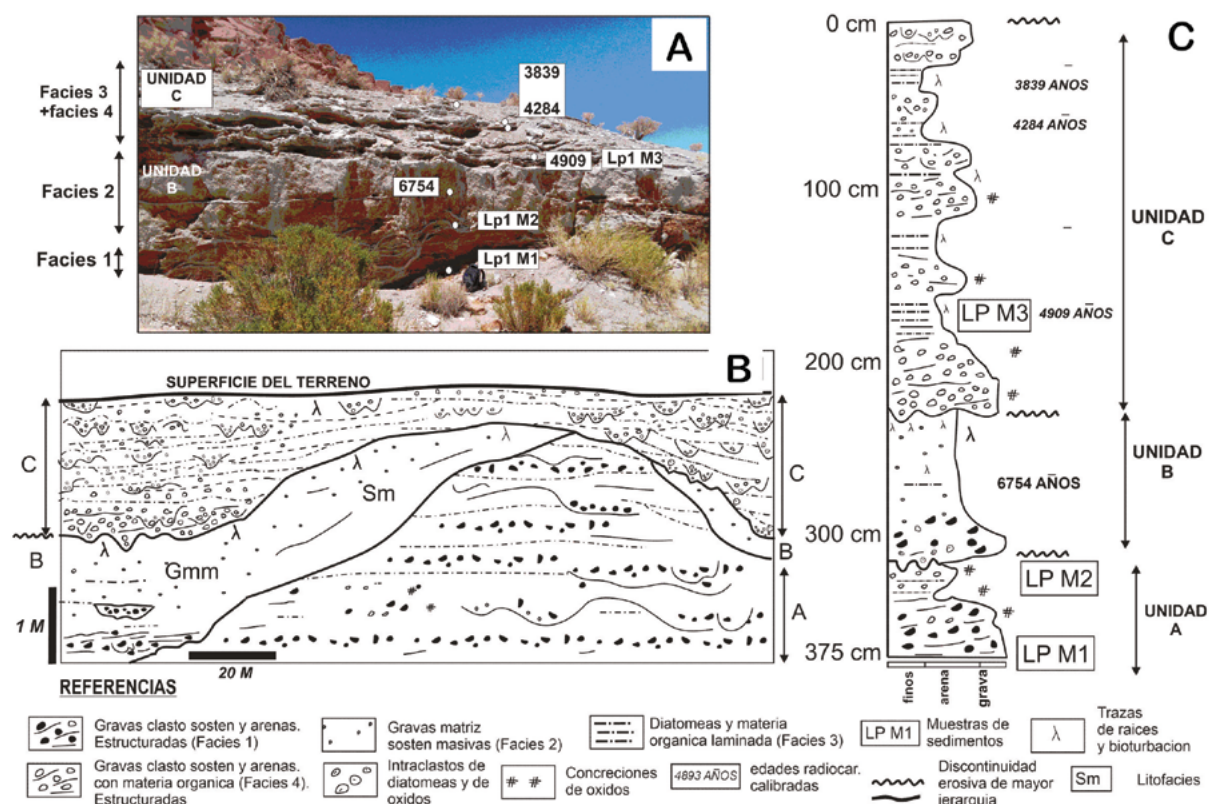 A
UNIDAD
C
3839
4284
Facies 3
+facies 4
4909
Lp1 M3
UNIDAD
B
6754
Facies 2
Lp1 M2
Facies 1
Lp1 M1
B
SUPERFICIE DEL TERRENO
C
C
Sm
B
B
Gmm
A
1 M
20 M
C
0 cm
3839 AÑOS
4284 AÑOS
100 cm
UNIDAD
C
LP M3
4909 AÑOS
200 cm
UNIDAD
B
6754 AÑOS
300 cm
LP M2
UNIDAD
A
375 cm
LP M1
finos
arena
grava
REFERENCIAS
Gravas clasto sosten y arenas.
Estructuradas (Facies 1)
Gravas matriz
sosten masivas (Facies 2)
Diatomeas y materia
organica laminada (Facies 3)
LP M1
Muestras de
sedimentos
Trazas
de raices
y bioturbacion
Gravas clasto sosten y arenas.
con materia organica (Facies 4).
Estructuradas
Intraclastos de
diatomeas y de
oxidos
Concreciones
de oxidos
4893 AÑOS
edades radiocar.
calibradas
Discontinuidad
erosiva de mayor
jerarquia
Sm
Litofacies